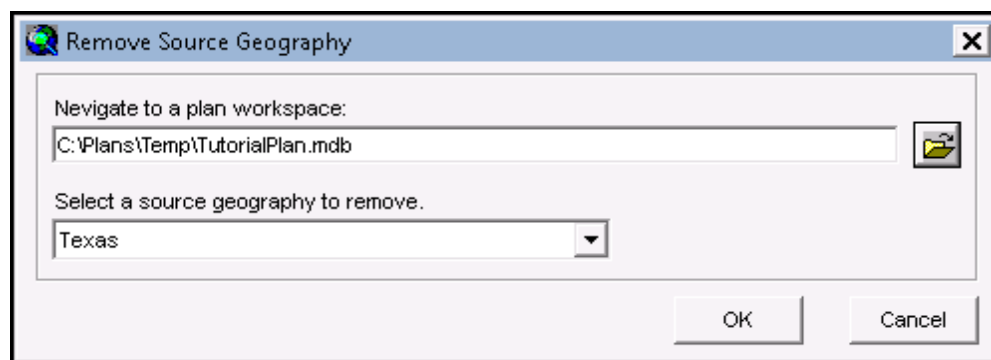 Remove Source Geography
Nevigate to a plan workspace:
C:\Plans\Temp\TutorialPlan.mdb
Select a source geography to remove.
Texas
OK
Cancel